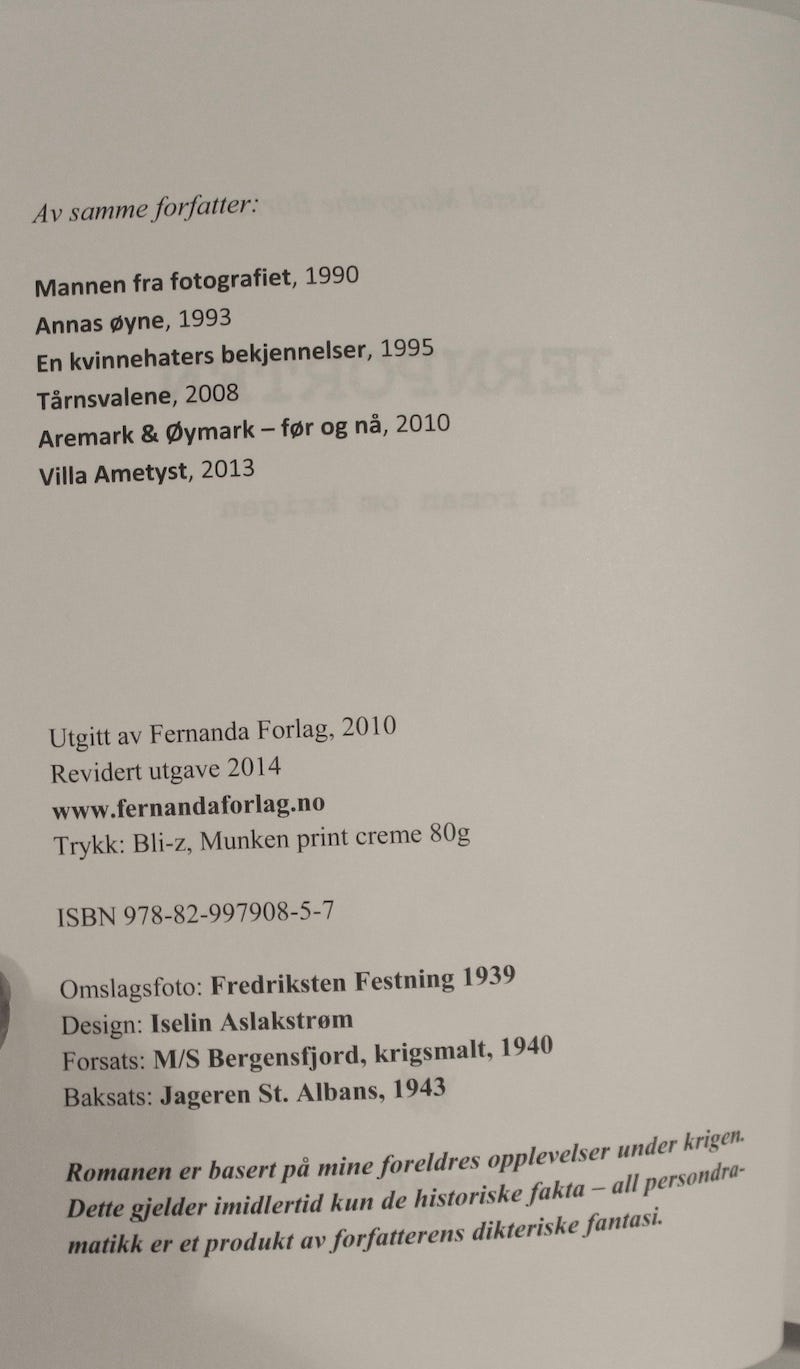 Av samme forfatter:
Mannen fra fotografiet, 1990
Annas øyne, 1993
En kvinnehaters bekjennelser, 1995
Tårnsvalene, 2008
Aremark & Øymark – før og nå, 2010
Villa Ametyst, 2013
Utgitt av Fernanda Forlag, 2010
Revidert utgave 2014
www.fernandaforlag.no
Trykk: Bli-z, Munken print creme 80g
ISBN 978-82-997908-5-7
Omslagsfoto: Fredriksten Festning 1939
Design: Iselin Aslakstrøm
Forsats: M/S Bergensfjord, krigsmalt, 1940
Baksats: Jageren St. Albans, 1943
Romanen er basert på mine foreldres opplevelser under krigen.
Dette gjelder imidlertid kun de historiske fakta – all persondra-
matikk er et produkt av forfatterens dikteriske fantasi.